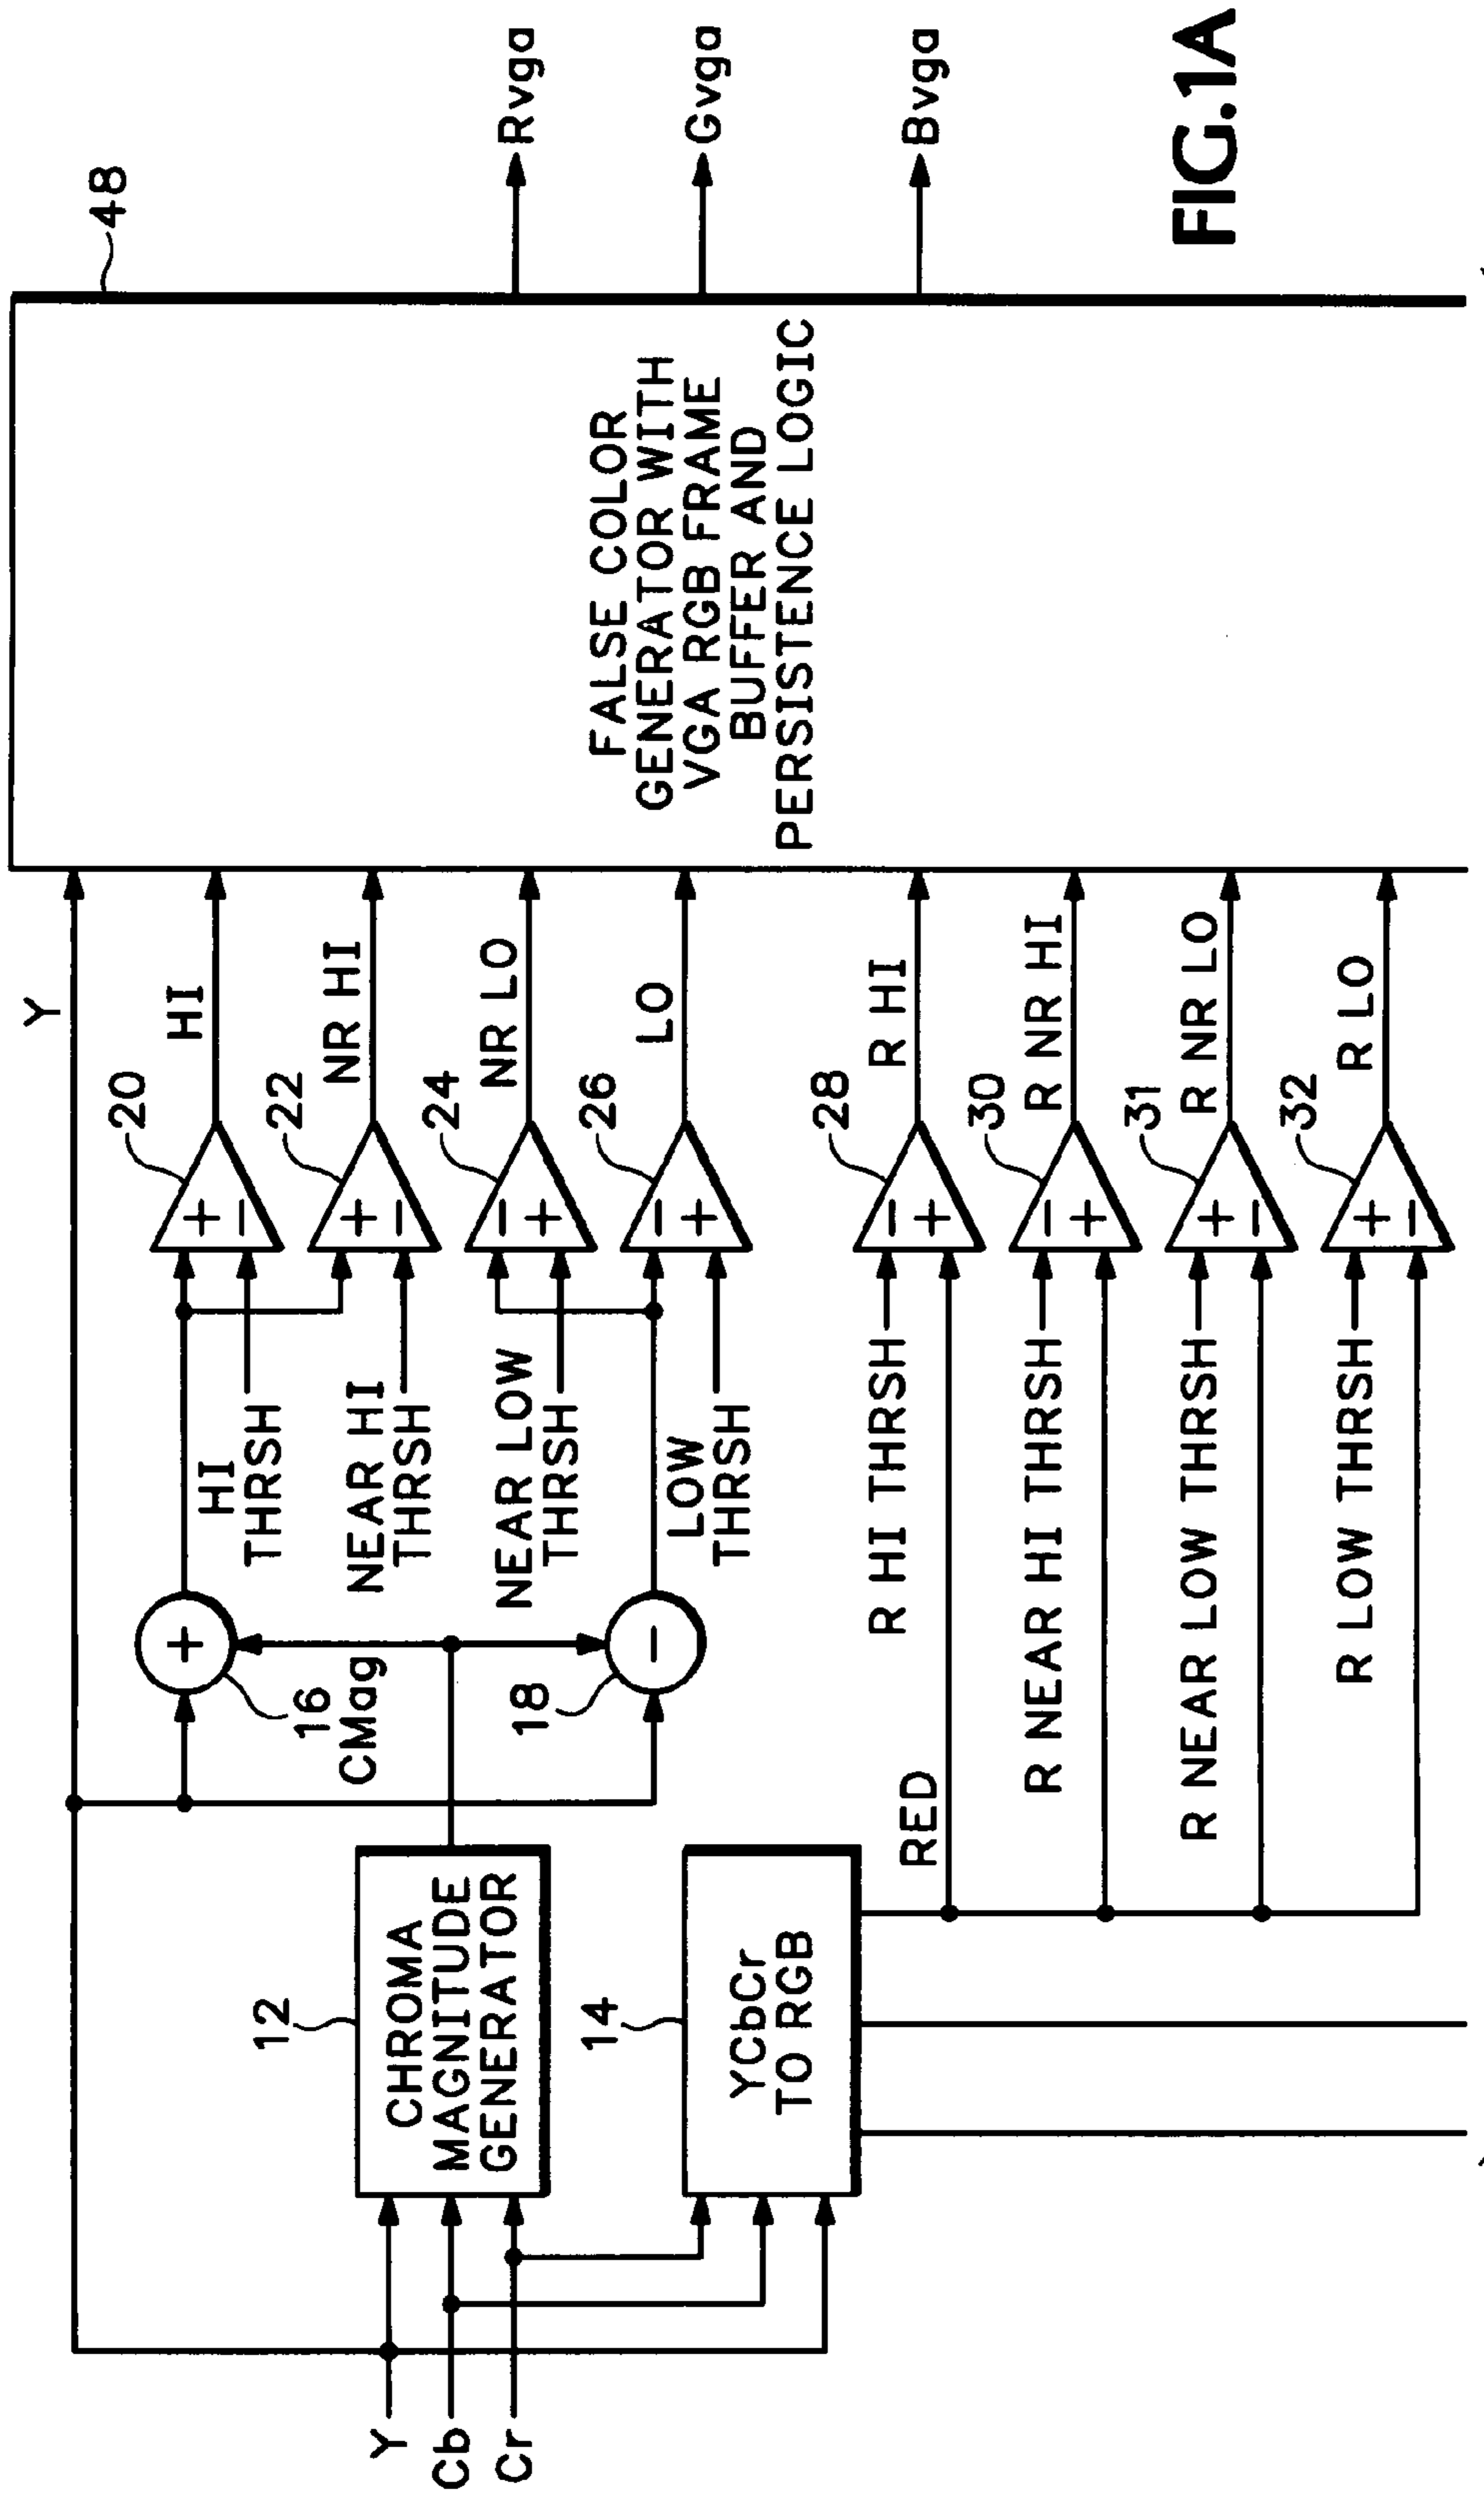 Y
Cb
Cr
12
CHROMA
MAGNITUDE
GENERATOR
14
YCbCr
TO RGB
16
CMag
18
RED
HI
THRSH
NEAR HI
THRSH
NEAR LOW
THRSH
LOW
THRSH
R HI THRSH
R NEAR HI THRSH
R NEAR LOW THRSH
R LOW THRSH
+
−
20
+
−
22
+
−
24
−
+
26
−
+
28
−
+
30
−
+
31
+
−
32
+
−
Y
HI
NR HI
NR LO
LO
R HI
R NR HI
R NR LO
R LO
FALSE COLOR
GENERATOR WITH
VGA RGB FRAME
BUFFER AND
PERSISTENCE LOGIC
48
Rvga
Gvga
Bvga
FIG.1A